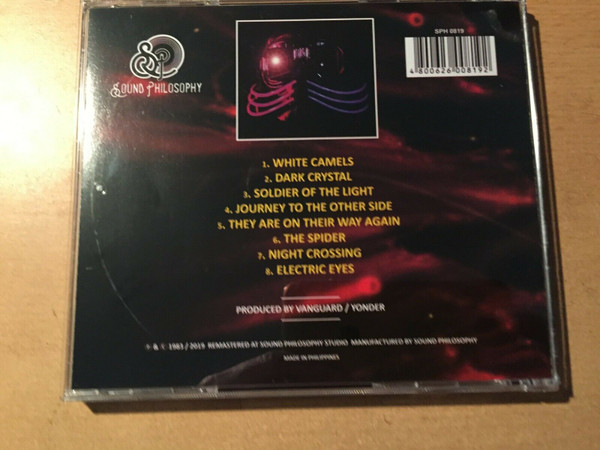 SOUND PHILOSOPHY
SPH 0819
4 800626 008192
1. WHITE CAMELS
2. DARK CRYSTAL
3. SOLDIER OF THE LIGHT
4. JOURNEY TO THE OTHER SIDE
5. THEY ARE ON THEIR WAY AGAIN
6. THE SPIDER
7. NIGHT CROSSING
8. ELECTRIC EYES
PRODUCED BY VANGUARD / YONDER
℗ & © 1983 / 2019 REMASTERED AT SOUND PHILOSOPHY STUDIO MANUFACTURED BY SOUND PHILOSOPHY
MADE IN PHILIPPINES